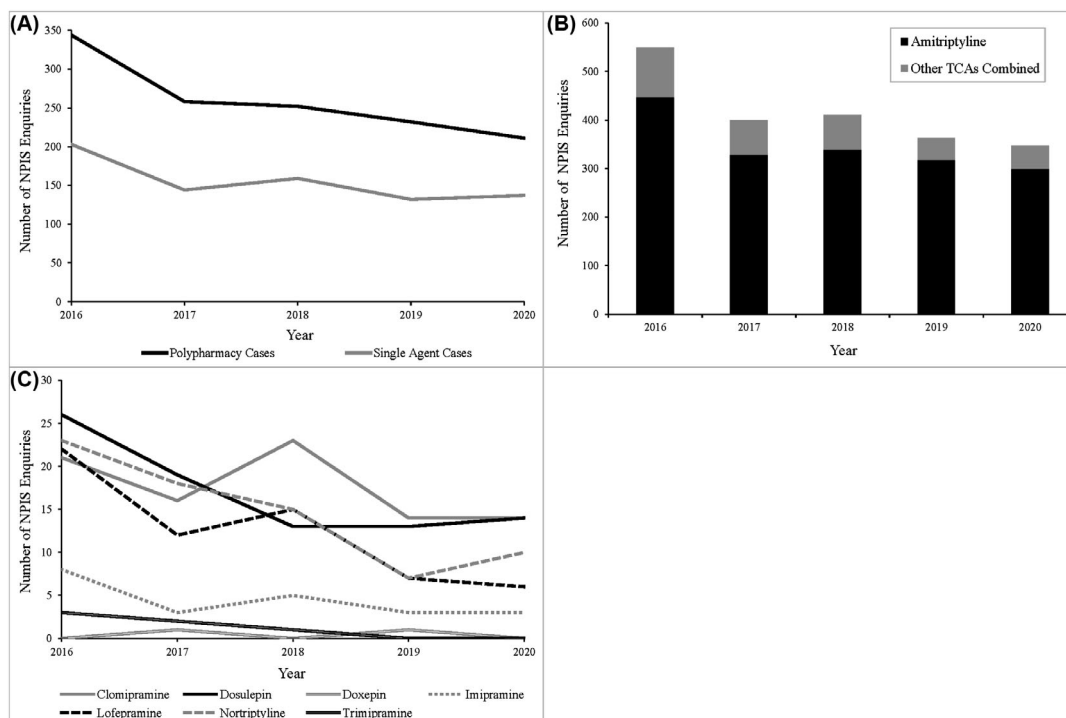 (A)
350
300
250
200
150
100
50
0
Number of NPIS Enquiries
2016 2017 2018 2019 2020
Year
Polypharmacy Cases Single Agent Cases
(B)
600
500
400
300
200
100
0
Number of NPIS Enquiries
Amitriptyline
Other TCAs Combined
2016 2017 2018 2019 2020
Year
(C)
30
25
20
15
10
5
0
Number of NPIS Enquiries
2016 2017 2018 2019 2020
Year
Clomipramine Dosulepin Doxepin Imipramine
Lofepramine Nortriptyline Trimipramine